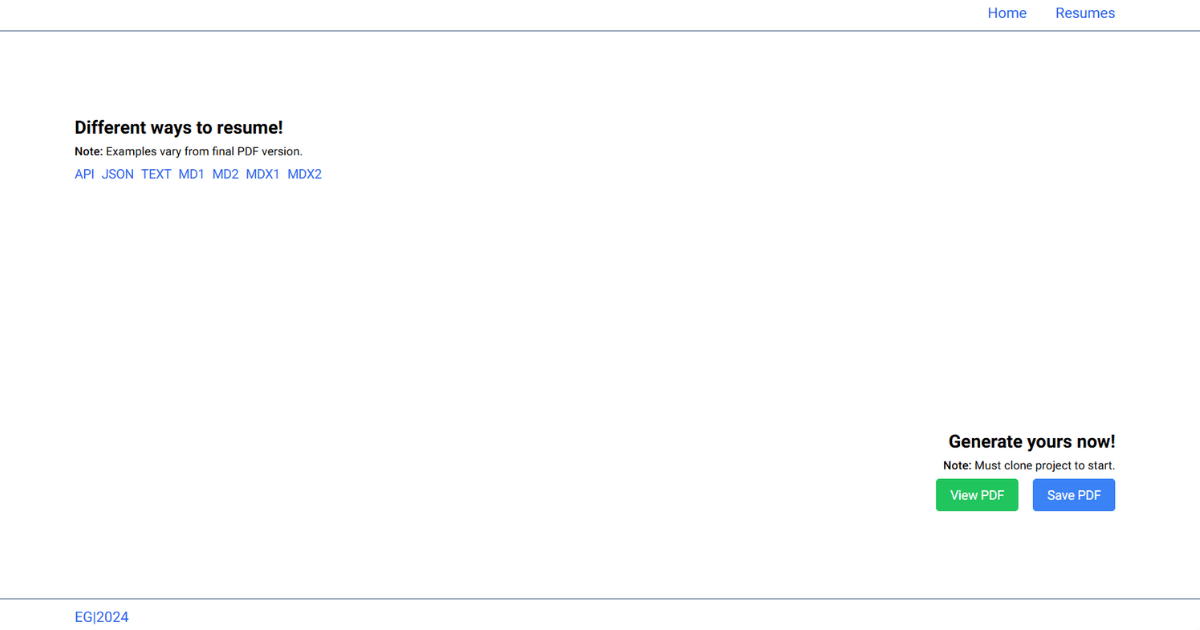 Home Resumes
Different ways to resume!
Note: Examples vary from final PDF version.
API JSON TEXT MD1 MD2 MDX1 MDX2
Generate yours now!
Note: Must clone project to start.
View PDF Save PDF
EG|2024